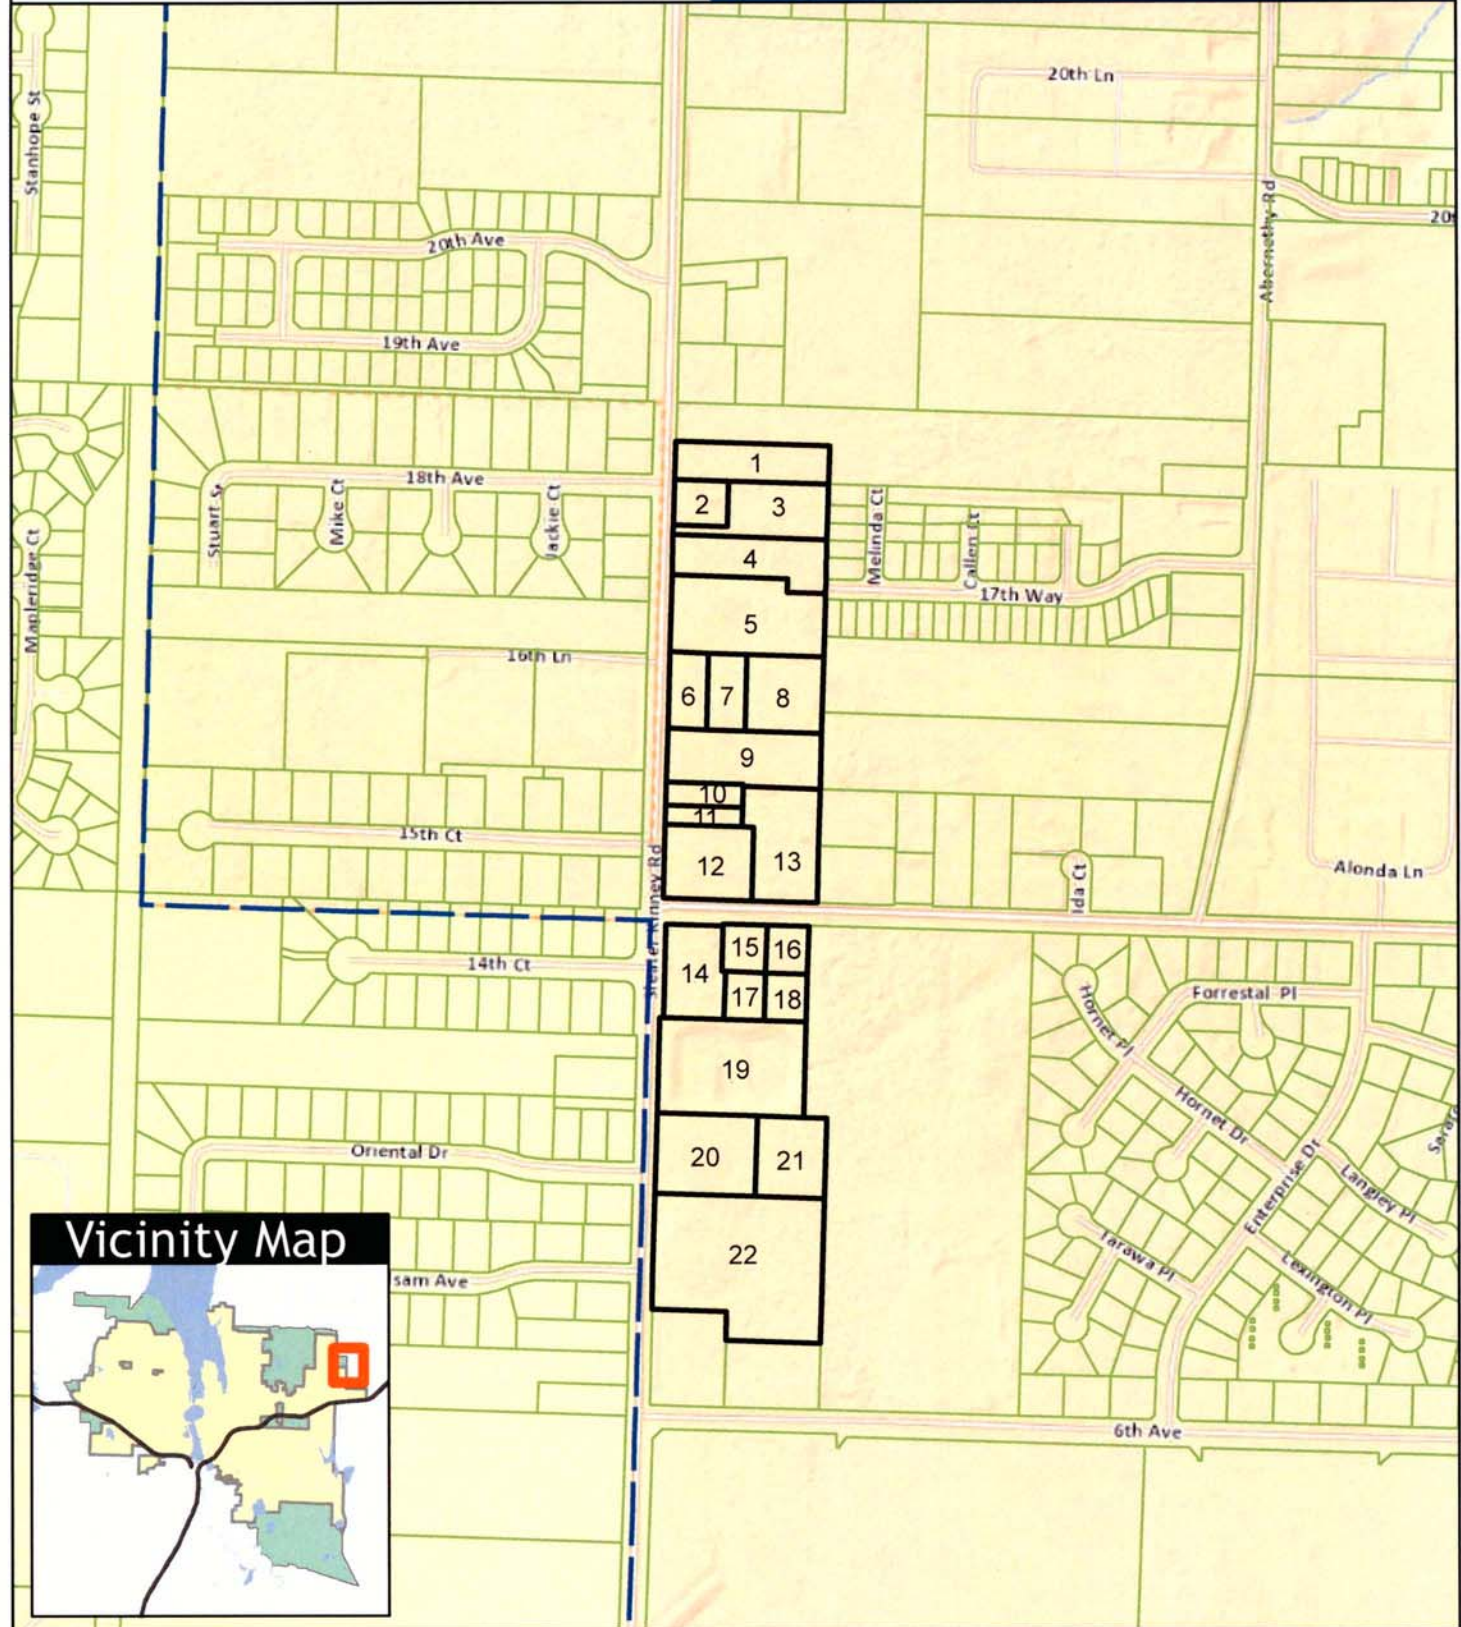 20th Ln
Stanhope St
Abernethy Rd
20th Ave
19th Ave
1
18th Ave
2
3
Stuart St
Mike Ct
Jackie Ct
Melinda Ct
Callen Ct
4
17th Way
5
Mapleridge Ct
16th Ln
6
7
8
9
10
11
15th Ct
12
13
Alonda Ln
Ida Ct
Sleater Kinney Rd
14th Ct
14
15
16
17
18
Forrestal Pl
Hornet Pl
19
Hornet Dr
Oriental Dr
20
21
Enterprise Dr
Langley Pl
Vicinity Map
22
Tarawa Pl
Lexington Pl
sam Ave
6th Ave